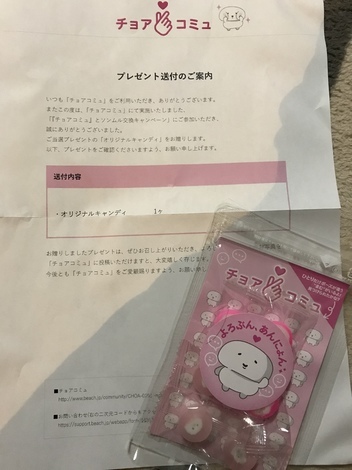 チョア コミュ
プレゼント送付のご案内
いつも「チョアコミュ」をご利用いただき、ありがとうございます。
またこの度は、「チョアコミュ」にて実施いたしました、
「『チョアコミュ』とソンムル交換キャンペーン」にご参加いただき、
誠にありがとうございました。
ご当選プレゼントの「オリジナルキャンディ」をお贈りします。
以下、プレゼントをご確認くださいますよう、お願い申し上げます。
送付内容
・オリジナルキャンディ 1ヶ
お贈りしましたプレゼントは、ぜひお召し上がりいただき、
「チョアコミュ」に投稿いただけますと、大変嬉しく存じ
今後とも「チョアコミュ」をご愛顧賜りますよう、お願い申し
■チョアコミュ
■お問い合わせ
チョア コミュ
よろぶん、あんにょん。